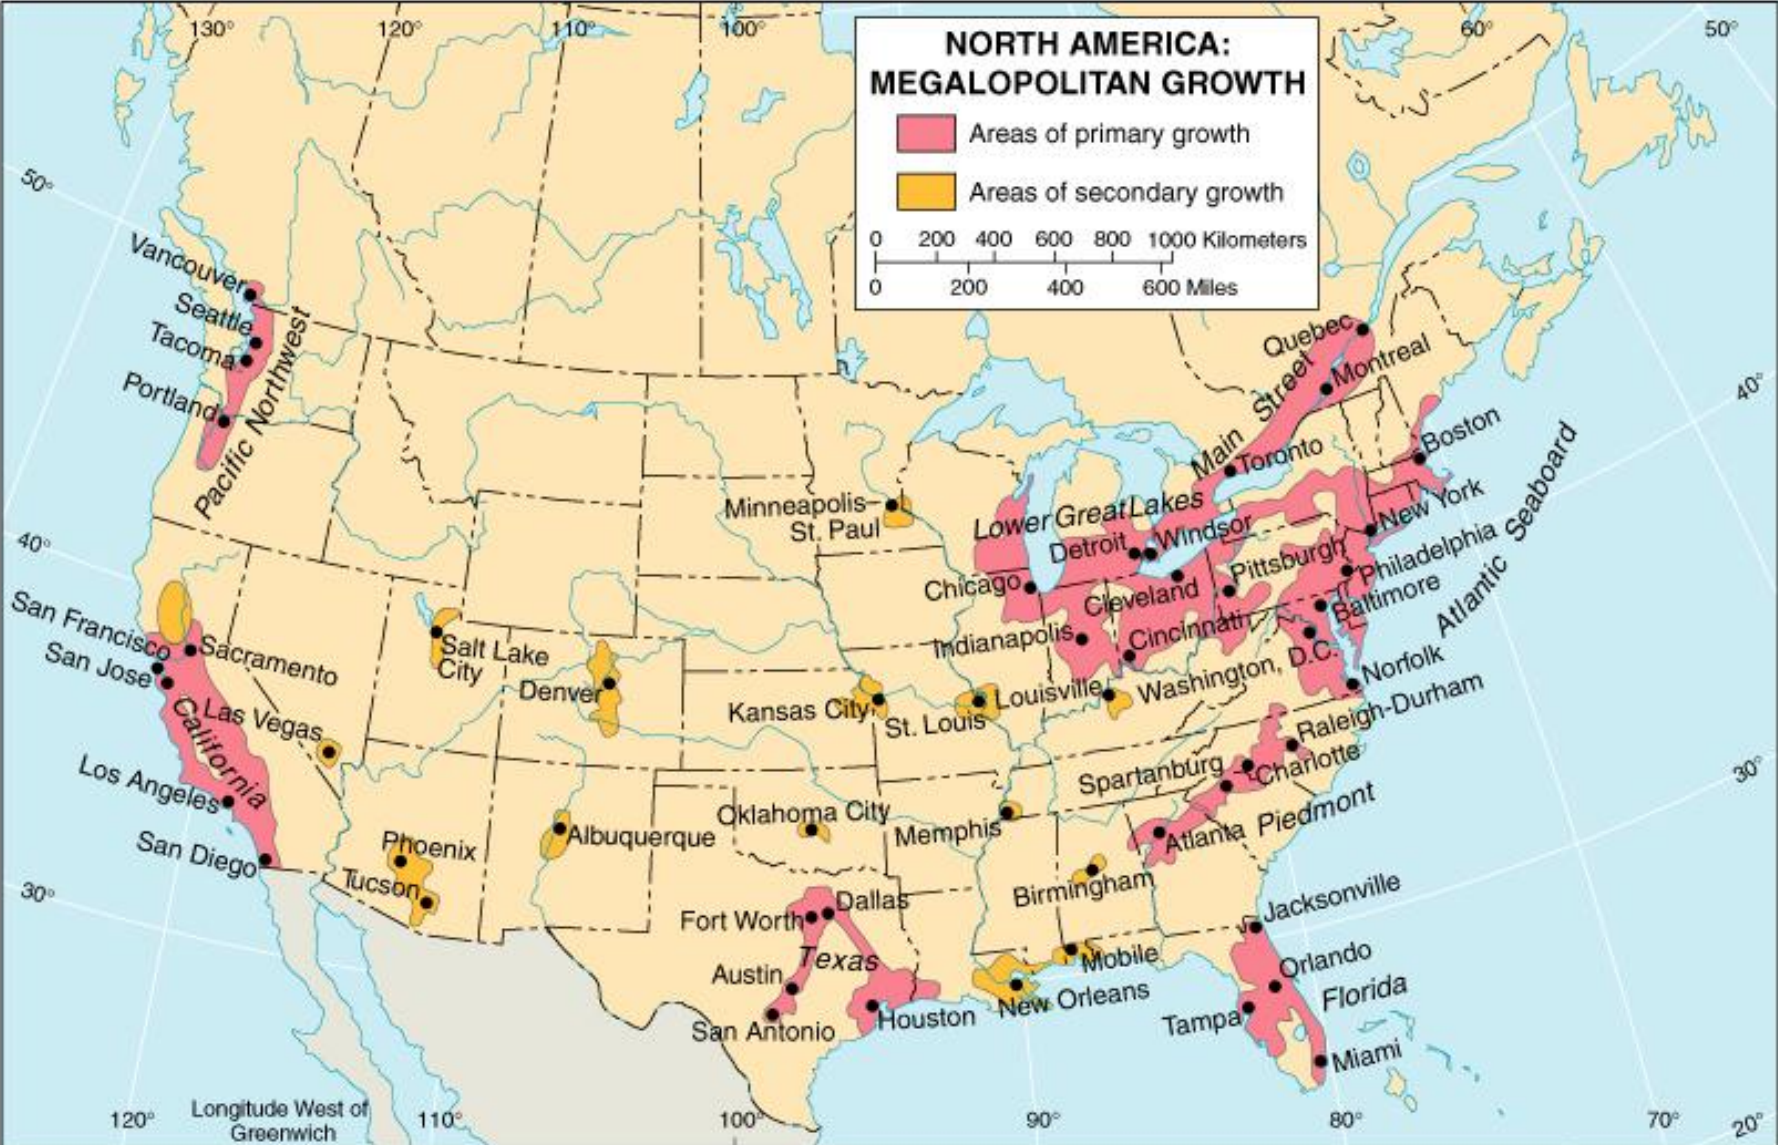 130°
120°
110°
100°
60°
50°
NORTH AMERICA:
MEGALOPOLITAN GROWTH
Areas of primary growth
Areas of secondary growth
0 200 400 600 800 1000 Kilometers
0 200 400 600 Miles
50°
40°
30°
40°
30°
20°
Vancouver
Seattle
Tacoma
Portland
Pacific Northwest
San Francisco
San Jose
Sacramento
Las Vegas
California
Los Angeles
San Diego
Salt Lake
City
Denver
Phoenix
Tucson
Albuquerque
Minneapolis
St. Paul
Kansas City
St. Louis
Oklahoma City
Memphis
Birmingham
Fort Worth
Dallas
Texas
Austin
San Antonio
Houston
New Orleans
Mobile
Quebec
Montreal
Main Street
Toronto
Lower Great Lakes
Detroit
Windsor
Chicago
Cleveland
Pittsburgh
Indianapolis
Cincinnati
Louisville
Boston
New York
Philadelphia
Baltimore
Washington, D.C.
Norfolk
Atlantic Seaboard
Raleigh-Durham
Charlotte
Spartanburg
Atlanta
Piedmont
Jacksonville
Orlando
Florida
Tampa
Miami
120°
Longitude West of
Greenwich
110°
100°
90°
80°
70°